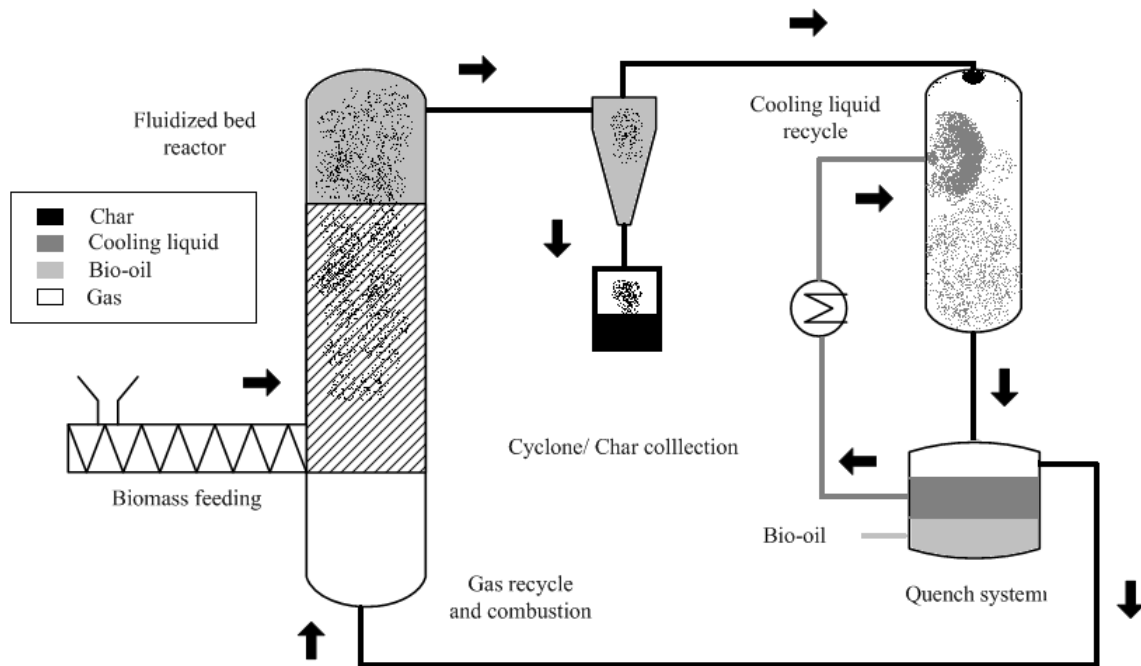 Fluidized bed
reactor
Cooling liquid
recycle
Char
Cooling liquid
Bio-oil
Gas
Cyclone/ Char colllection
Biomass feeding
Bio-oil
Gas recycle
and combustion
Quench system